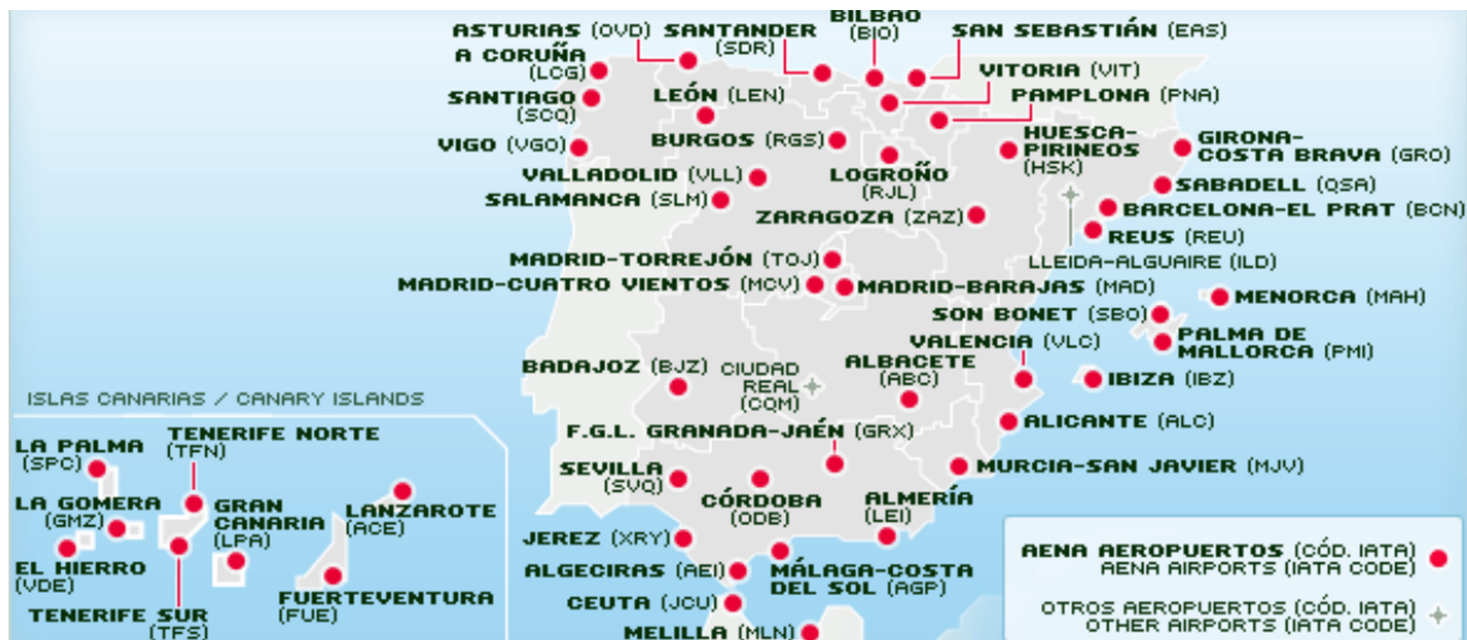 BILBAO
(BIO)
ASTURIAS (OVD)
SANTANDER
(SDR)
SAN SEBASTIÁN (EAS)
A CORUÑA
(LCG)
VITORIA (VIT)
SANTIAGO
(SCQ)
LEÓN (LEN)
PAMPLONA (PNA)
VIGO (VGO)
BURGOS (RGS)
HUESCA-
PIRINEOS
(HSK)
GIRONA-
COSTA BRAVA (GRO)
LOGROÑO
(RJL)
VALLADOLID (VLL)
SABADELL (QSA)
SALAMANCA (SLM)
ZARAGOZA (ZAZ)
BARCELONA-EL PRAT (BCN)
REUS (REU)
LLEIDA-ALGUAIRE (ILD)
MADRID-TORREJÓN (TOJ)
MADRID-CUATRO VIENTOS (MCV)
MADRID-BARAJAS (MAD)
MENORCA (MAH)
SON BONET (SBO)
PALMA DE
MALLORCA (PMI)
VALENCIA (VLC)
BADAJOZ (BJZ)
CIUDAD
REAL
(CQM)
ALBACETE
(ABC)
IBIZA (IBZ)
ALICANTE (ALC)
F.G.L. GRANADA-JAÉN (GRX)
SEVILLA
(SVQ)
CÓRDOBA
(ODB)
MURCIA-SAN JAVIER (MJV)
ALMERÍA
(LEI)
JEREZ (XRY)
ALGECIRAS (AEI)
MÁLAGA-COSTA
DEL SOL (AGP)
CEUTA (JCU)
MELILLA (MLN)
ISLAS CANARIAS / CANARY ISLANDS
LA PALMA
(SPC)
TENERIFE NORTE
(TFN)
LA GOMERA
(GMZ)
GRAN
CANARIA
(LPA)
LANZAROTE
(ACE)
EL HIERRO
(VDE)
FUERTEVENTURA
(FUE)
TENERIFE SUR
(TFS)
AENA AEROPUERTOS (CÓD. IATA)
AENA AIRPORTS (IATA CODE)
OTROS AEROPUERTOS (CÓD. IATA)
OTHER AIRPORTS (IATA CODE)